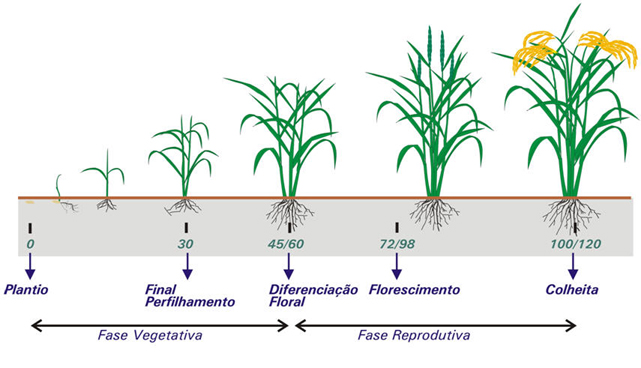 0 30 45/60 72/98 100/120
Plantio
Final
Perfilhamento
Diferenciação
Floral
Florescimento
Colheita
Fase Vegetativa
Fase Reprodutiva